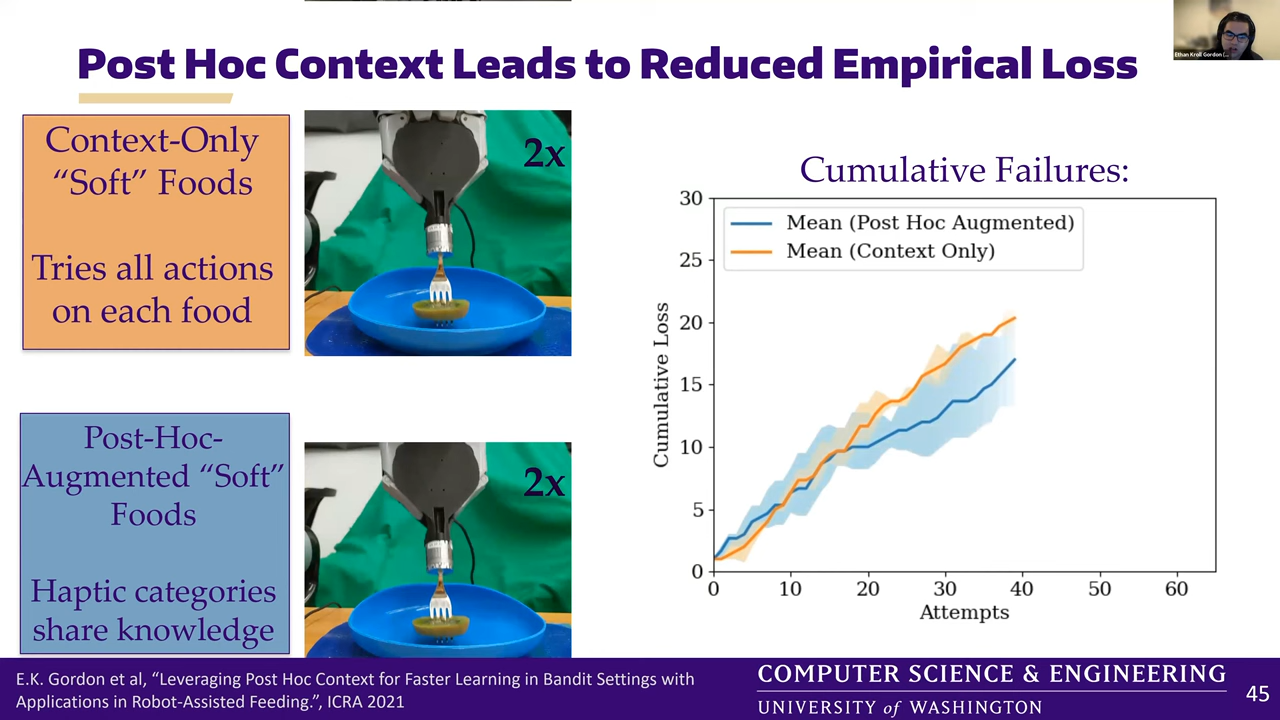 Post Hoc Context Leads to Reduced Empirical Loss
Ethan Kroll Gordon (...
Context-Only
“Soft” Foods
Tries all actions
on each food
2x
Post-Hoc-
Augmented “Soft”
Foods
Haptic categories
share knowledge
2x
Cumulative Failures:
Mean (Post Hoc Augmented)
Mean (Context Only)
30
25
20
15
10
5
0
Cumulative Loss
0 10 20 30 40 50 60
Attempts
E.K. Gordon et al, “Leveraging Post Hoc Context for Faster Learning in Bandit Settings with
Applications in Robot-Assisted Feeding.”, ICRA 2021
COMPUTER SCIENCE & ENGINEERING
UNIVERSITY of WASHINGTON
45